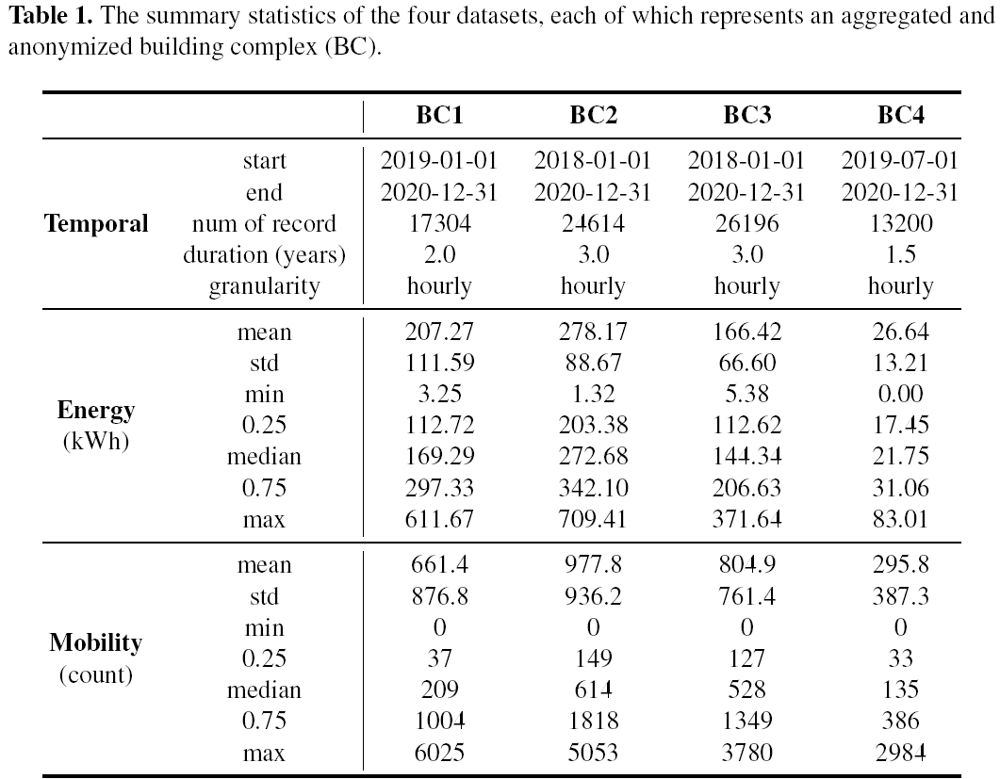 Table 1. The summary statistics of the four datasets, each of which represents an aggregated and
anonymized building complex (BC).
BC1 BC2 BC3 BC4
start 2019-01-01 2018-01-01 2018-01-01 2019-07-01
end 2020-12-31 2020-12-31 2020-12-31 2020-12-31
Temporal num of record 17304 24614 26196 13200
duration (years) 2.0 3.0 3.0 1.5
granularity hourly hourly hourly hourly
mean 207.27 278.17 166.42 26.64
std 111.59 88.67 66.60 13.21
min 3.25 1.32 5.38 0.00
Energy
0.25 112.72 203.38 112.62 17.45
(kWh)
median 169.29 272.68 144.34 21.75
0.75 297.33 342.10 206.63 31.06
max 611.67 709.41 371.64 83.01
mean 661.4 977.8 804.9 295.8
std 876.8 936.2 761.4 387.3
min 0 0 0 0
Mobility
0.25 37 149 127 33
(count)
median 209 614 528 135
0.75 1004 1818 1349 386
max 6025 5053 3780 2984